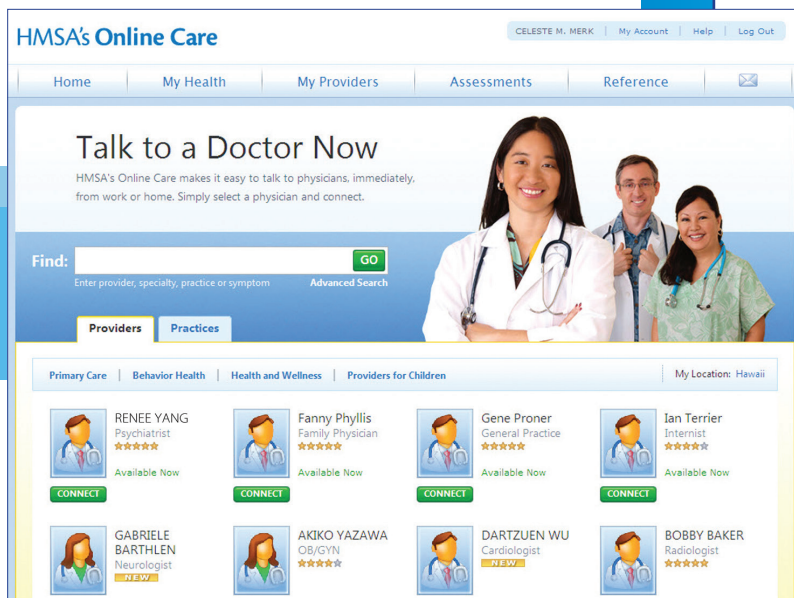 HMSA's Online Care
CELESTE M. MERK | My Account | Help | Log Out
Home My Health My Providers Assessments Reference
Talk to a Doctor Now
HMSA's Online Care makes it easy to talk to physicians, immediately,
from work or home. Simply select a physician and connect.
Find: GO
Enter provider, specialty, practice or symptom Advanced Search
Providers Practices
Primary Care | Behavior Health | Health and Wellness | Providers for Children My Location: Hawaii
RENEE YANG
Psychiatrist
Available Now
CONNECT
Fanny Phyllis
Family Physician
Available Now
CONNECT
Gene Proner
General Practice
Available Now
CONNECT
Ian Terrier
Internist
Available Now
CONNECT
GABRIELE
BARTHLEN
Neurologist
NEW
AKIKO YAZAWA
OB/GYN
DARTZUEN WU
Cardiologist
NEW
BOBBY BAKER
Radiologist